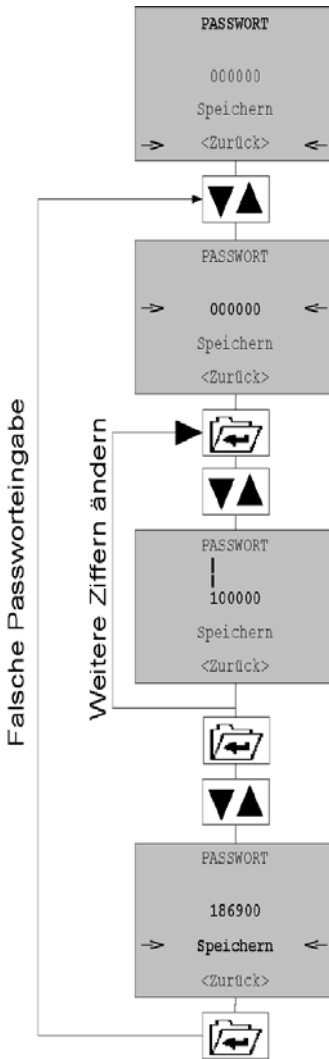 PASSWORT
000000
Speichern
<Zurück>
PASSWORT
000000
Speichern
<Zurück>
PASSWORT
100000
Speichern
<Zurück>
PASSWORT
186900
Speichern
<Zurück>
Falsche Passworteingabe
Weitere Ziffern ändern